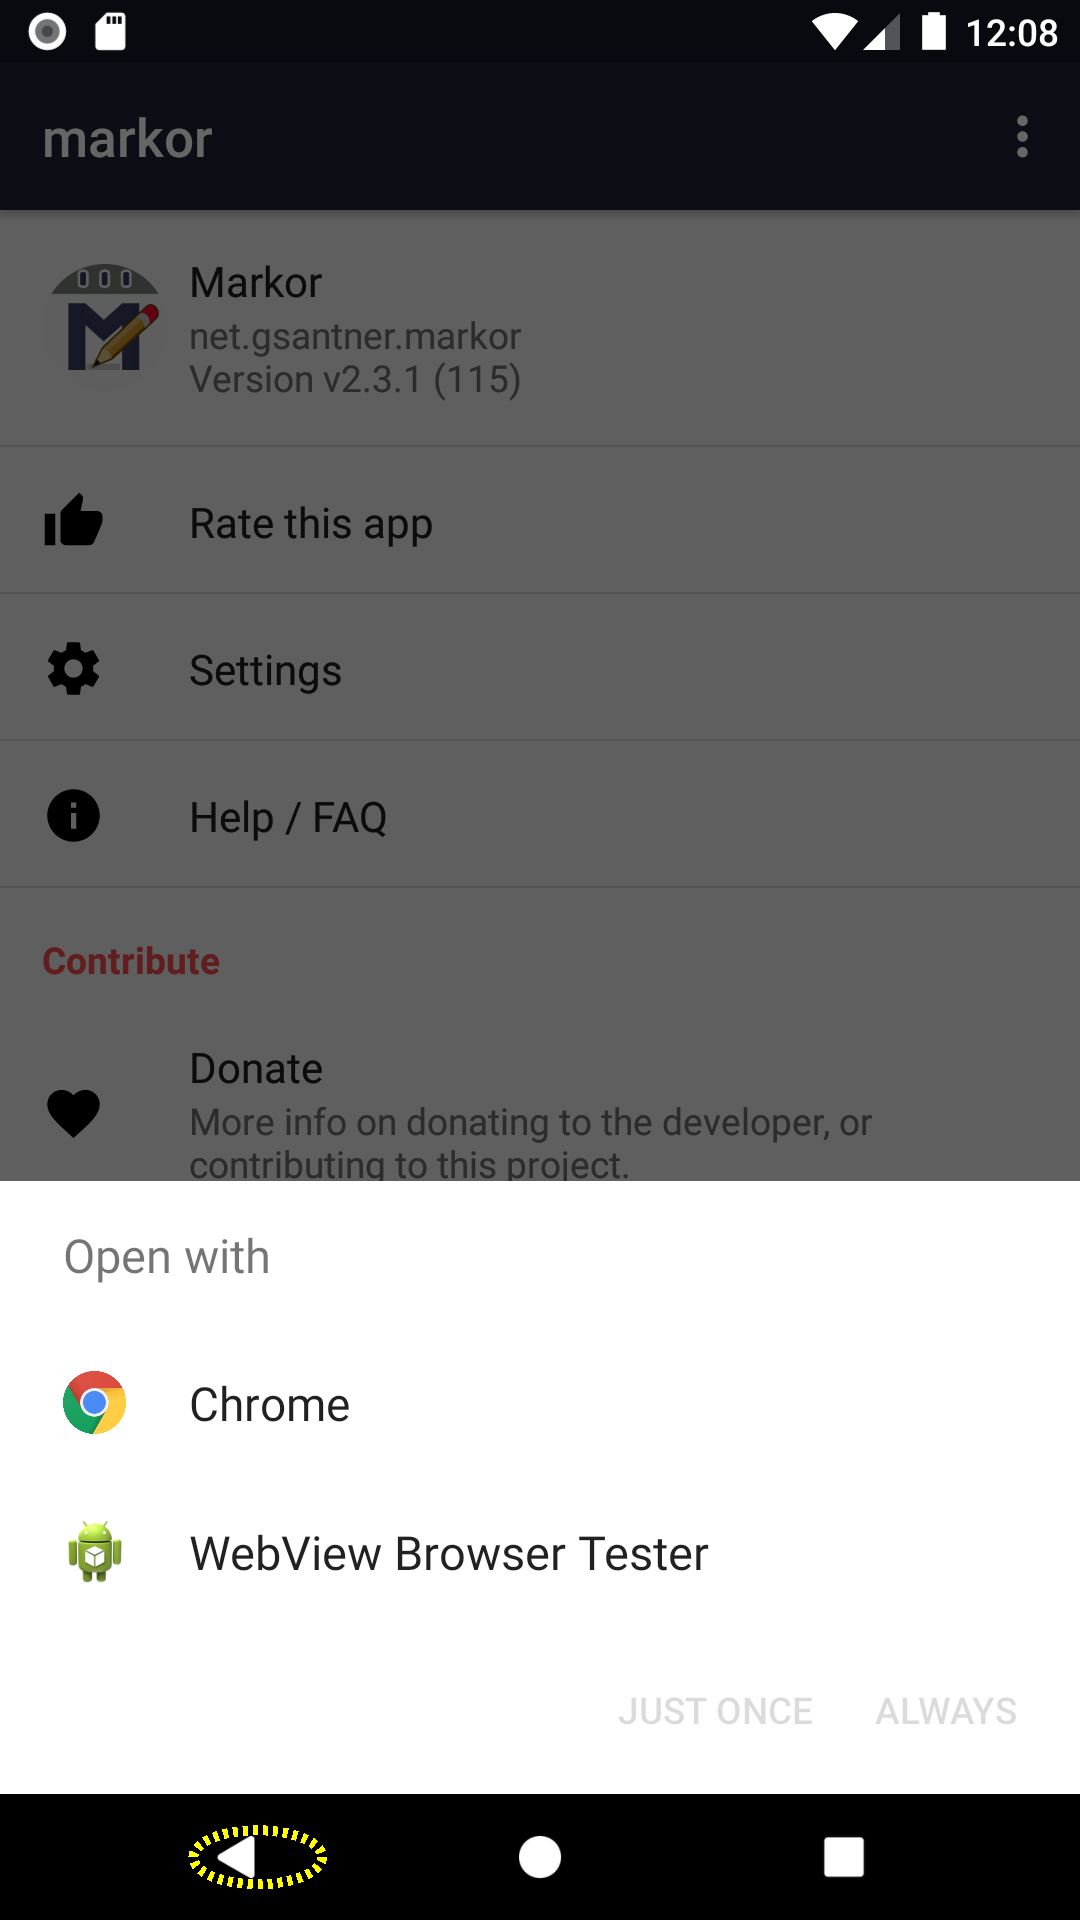 12:08
markor
Markor
net.gsantner.markor
Version v2.3.1 (115)
Rate this app
Settings
Help / FAQ
Contribute
Donate
More info on donating to the developer, or
contributing to this project.
Open with
Chrome
WebView Browser Tester
JUST ONCE ALWAYS